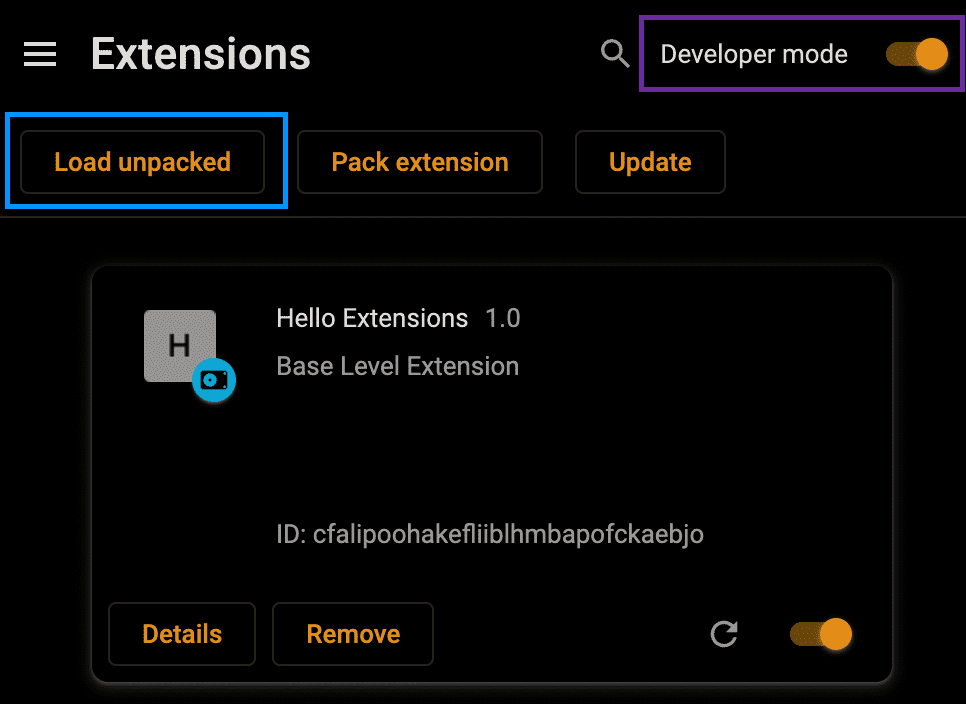 Extensions
Developer mode
Load unpacked
Pack extension
Update
H
Hello Extensions 1.0
Base Level Extension
ID: cfalipoohakefliiblhmbapofckaebjo
Details
Remove